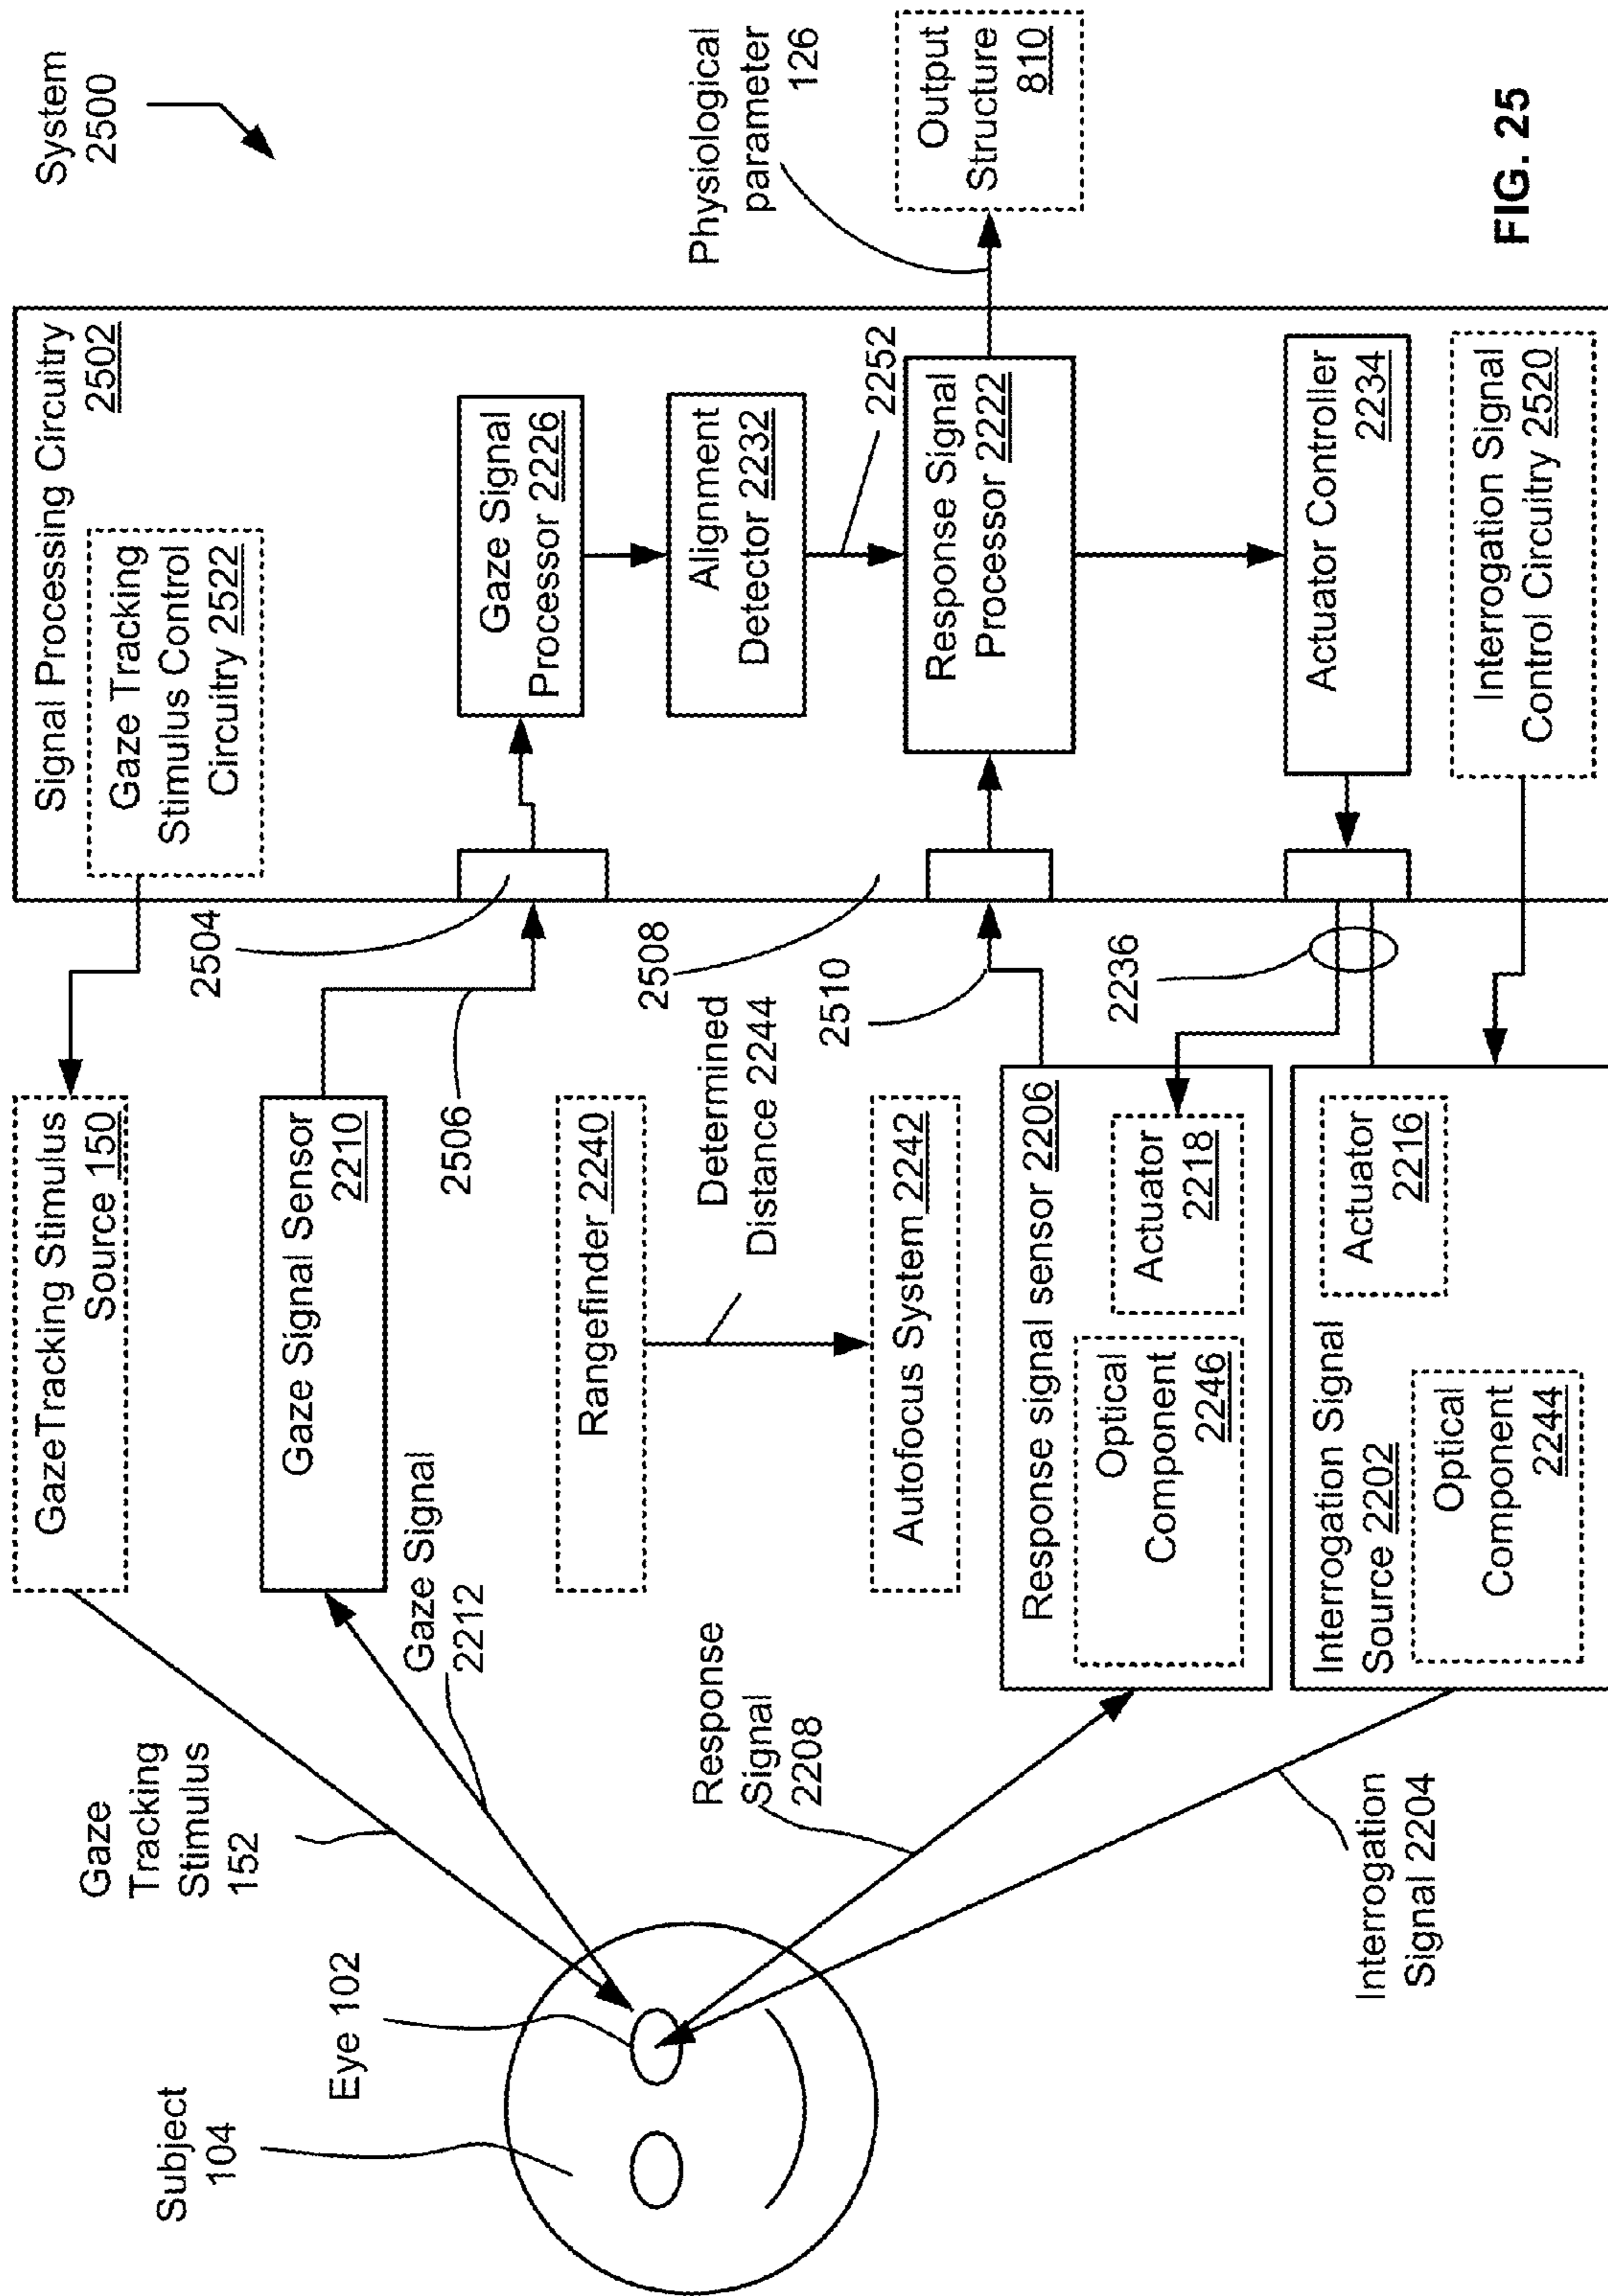 System
2500
Signal Processing Circuitry
2502
Gaze Tracking
Stimulus Control
Circuitry 2522
GazeTracking Stimulus
Source 150
Gaze
Tracking
Stimulus
152
Subject
104
Eye 102
Gaze Signal Sensor
2210
Gaze Signal
2212
2504
2506
Gaze Signal
Processor 2226
Alignment
Detector 2232
2252
Rangefinder 2240
Determined
Distance 2244
Autofocus System 2242
2508
2510
Response Signal
Processor 2222
Physiological
parameter
126
Output
Structure
810
Response
Signal
2208
Response signal sensor 2206
Optical
Component
2246
Actuator
2218
2236
Actuator Controller
2234
Interrogation Signal
Source 2202
Optical
Component
2244
Actuator
2216
Interrogation Signal
Control Circuitry 2520
Interrogation
Signal 2204
FIG. 25